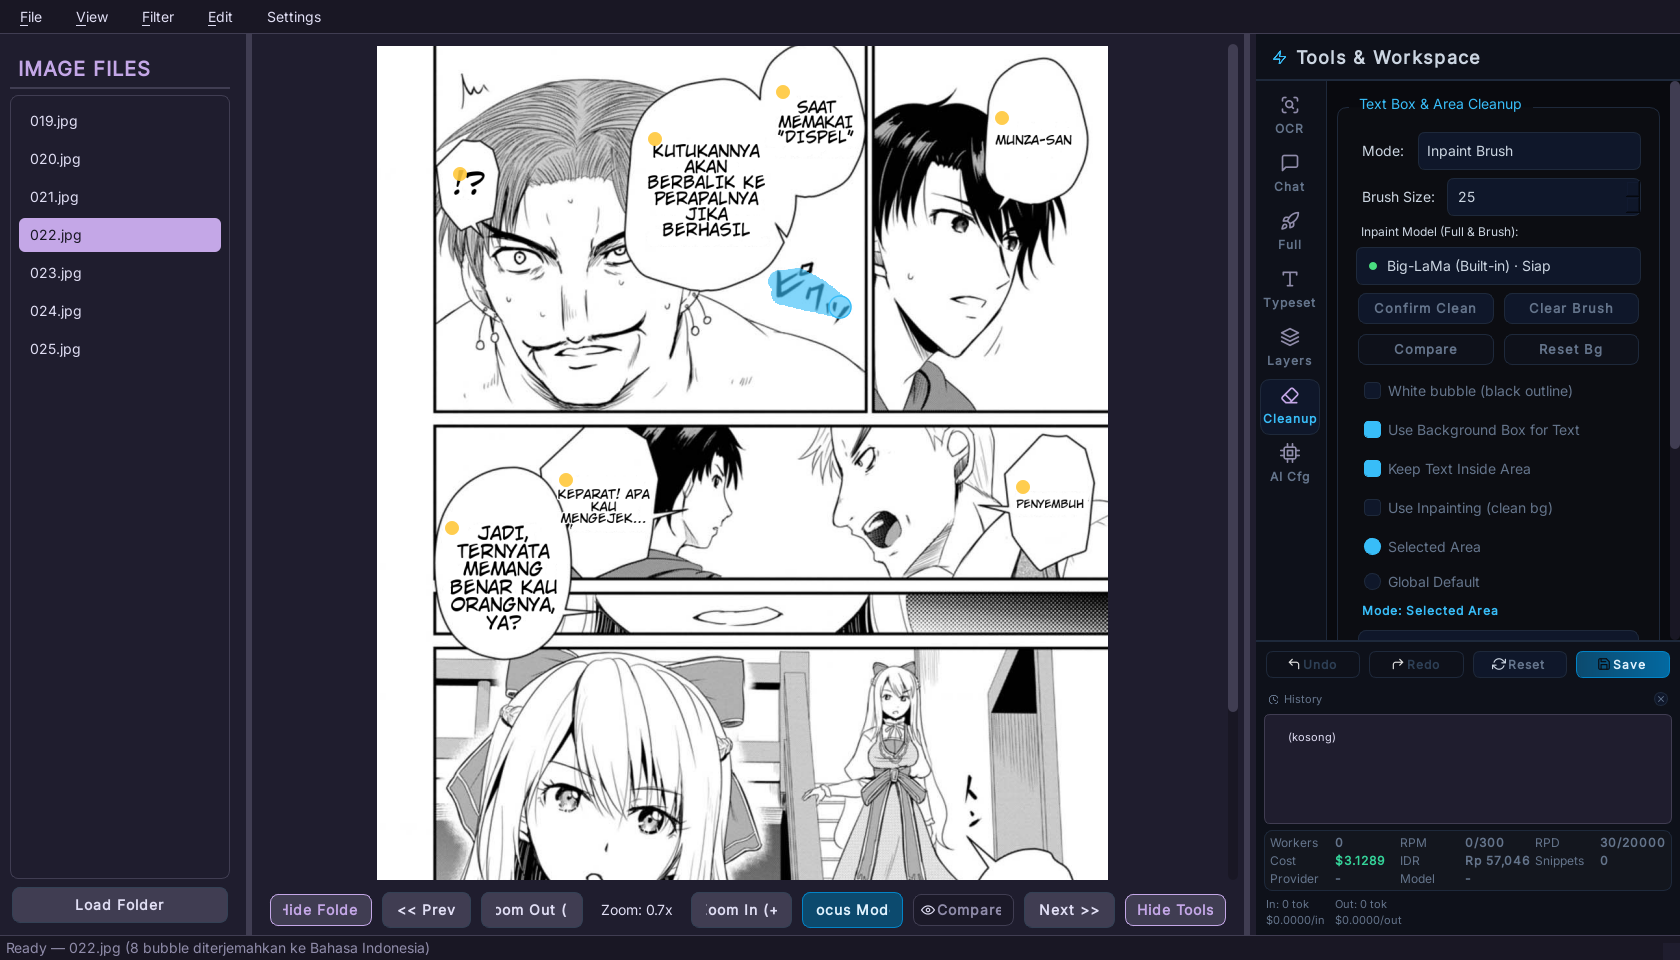 File
View
Filter
Edit
Settings
IMAGE FILES
019.jpg
020.jpg
021.jpg
022.jpg
023.jpg
024.jpg
025.jpg
Load Folder
!?
KUTUKANNYA
AKAN
BERBALIK KE
PERAPALNYA
JIKA
BERHASIL
SAAT
MEMAKAI
"DISPEL"
MUNZA-SAN
KEPARAT! APA
KAU
MENGEJEK...
JADI,
TERNYATA
MEMANG
BENAR KAU
ORANGNYA,
YA?
PENYEMBUH
Hide Folde
<< Prev
oom Out (
Zoom: 0.7x
oom In (+
ocus Mod
Compare
Next >>
Hide Tools
Tools & Workspace
OCR
Chat
Full
Typeset
Layers
Cleanup
AI Cfg
Text Box & Area Cleanup
Mode:
Inpaint Brush
Brush Size:
25
Inpaint Model (Full & Brush):
Big-LaMa (Built-in) · Siap
Confirm Clean
Clear Brush
Compare
Reset Bg
White bubble (black outline)
Use Background Box for Text
Keep Text Inside Area
Use Inpainting (clean bg)
Selected Area
Global Default
Mode: Selected Area
Undo
Redo
Reset
Save
History
(kosong)
Workers 0 RPM 0/300 RPD 30/20000
Cost $3.1289 IDR Rp 57,046 Snippets 0
Provider - Model -
In: 0 tok Out: 0 tok
$0.0000/in $0.0000/out
Ready — 022.jpg (8 bubble diterjemahkan ke Bahasa Indonesia)